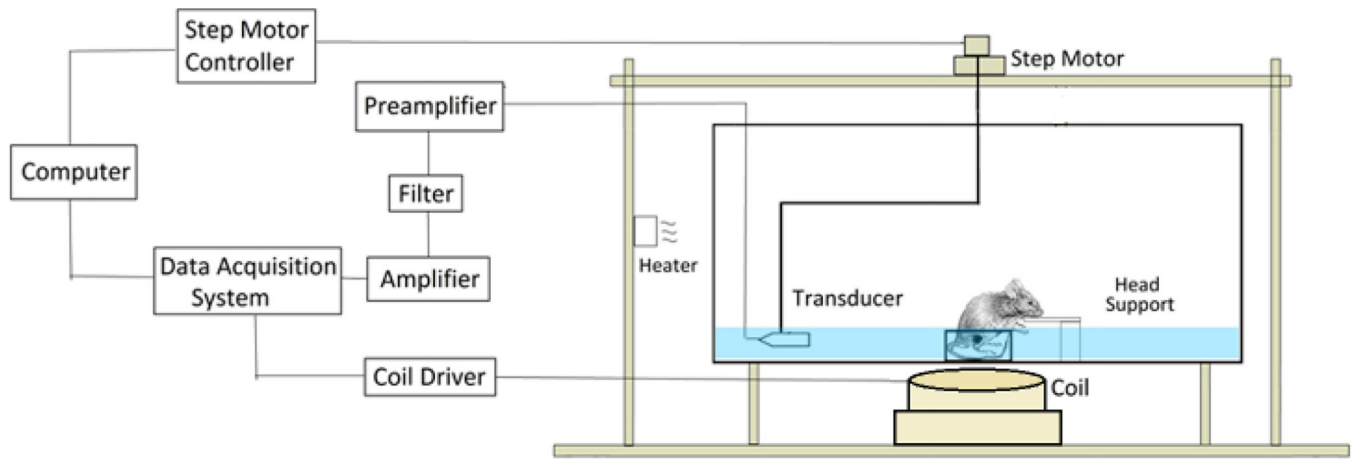 Step Motor
Controller
Step Motor
Preamplifier
Computer
Filter
Data Acquisition
System
Amplifier
Heater
Transducer
Head
Support
Coil Driver
Coil